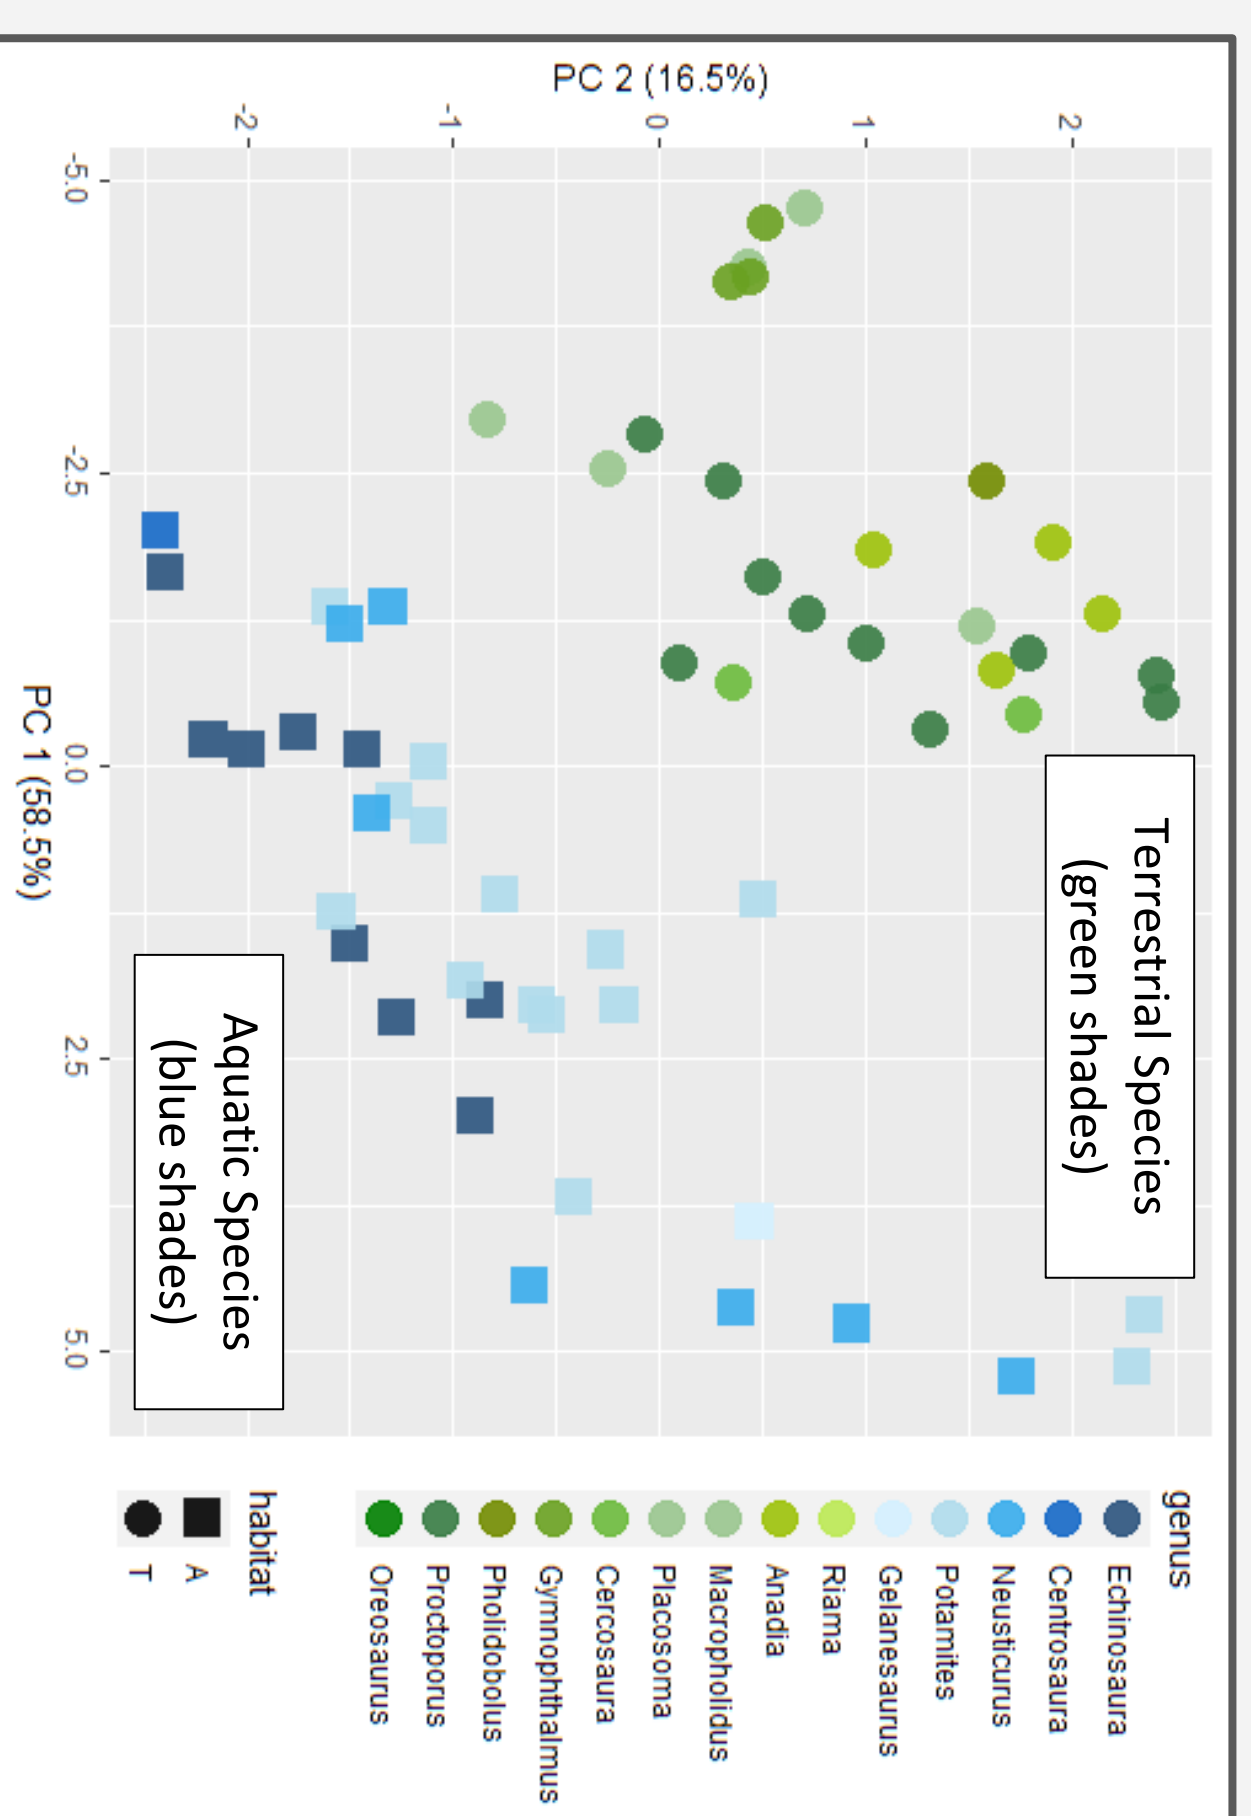 PC 2 (16.5%)
2
1
0
-1
-2
-5.0
-2.5
0.0
2.5
5.0
PC 1 (58.5%)
Terrestrial Species
(green shades)
Aquatic Species
(blue shades)
genus
Echinosaura
Centrosaura
Neusticurus
Potamites
Gelanesaurus
Riama
Anadia
Macropholidus
Placosoma
Cercosaura
Gymnophthalmus
Pholidobolus
Proctoporus
Oreosaurus
habitat
A
T